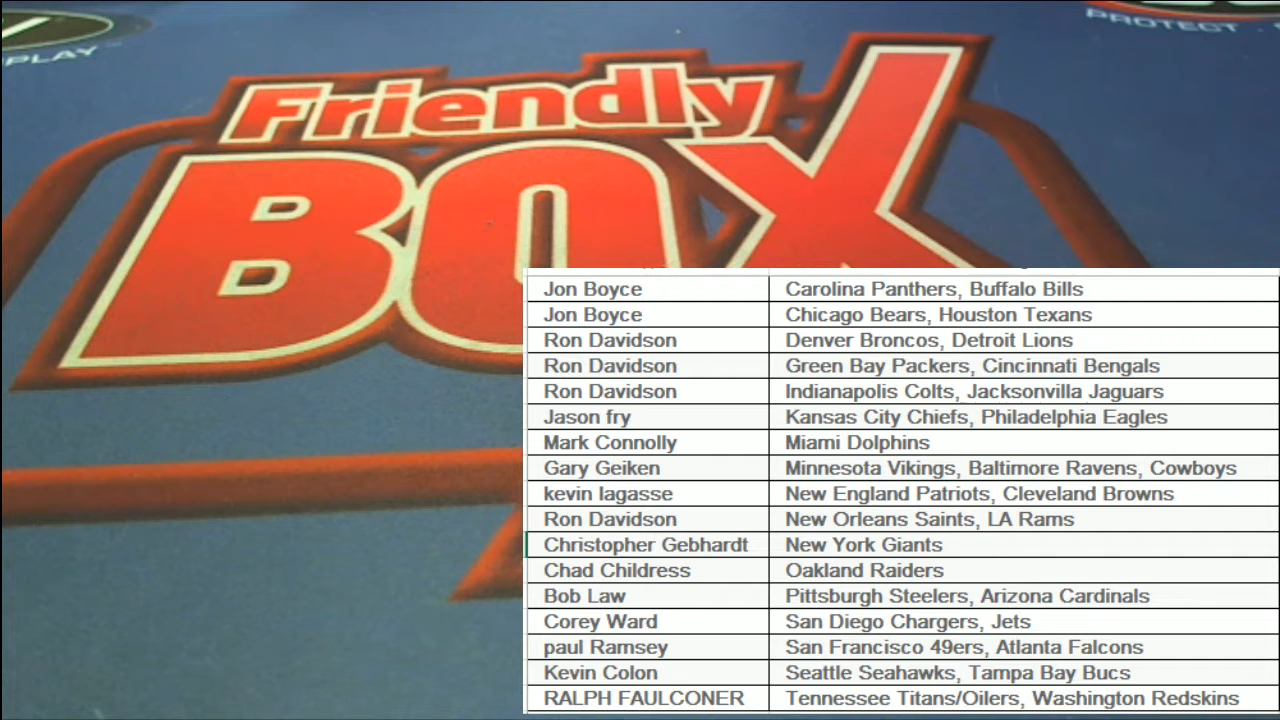 PLAY
PROTECT
Friendly
BOX
Jon Boyce Carolina Panthers, Buffalo Bills
Jon Boyce Chicago Bears, Houston Texans
Ron Davidson Denver Broncos, Detroit Lions
Ron Davidson Green Bay Packers, Cincinnati Bengals
Ron Davidson Indianapolis Colts, Jacksonvilla Jaguars
Jason fry Kansas City Chiefs, Philadelphia Eagles
Mark Connolly Miami Dolphins
Gary Geiken Minnesota Vikings, Baltimore Ravens, Cowboys
kevin lagasse New England Patriots, Cleveland Browns
Ron Davidson New Orleans Saints, LA Rams
Christopher Gebhardt New York Giants
Chad Childress Oakland Raiders
Bob Law Pittsburgh Steelers, Arizona Cardinals
Corey Ward San Diego Chargers, Jets
paul Ramsey San Francisco 49ers, Atlanta Falcons
Kevin Colon Seattle Seahawks, Tampa Bay Bucs
RALPH FAULCONER Tennessee Titans/Oilers, Washington Redskins